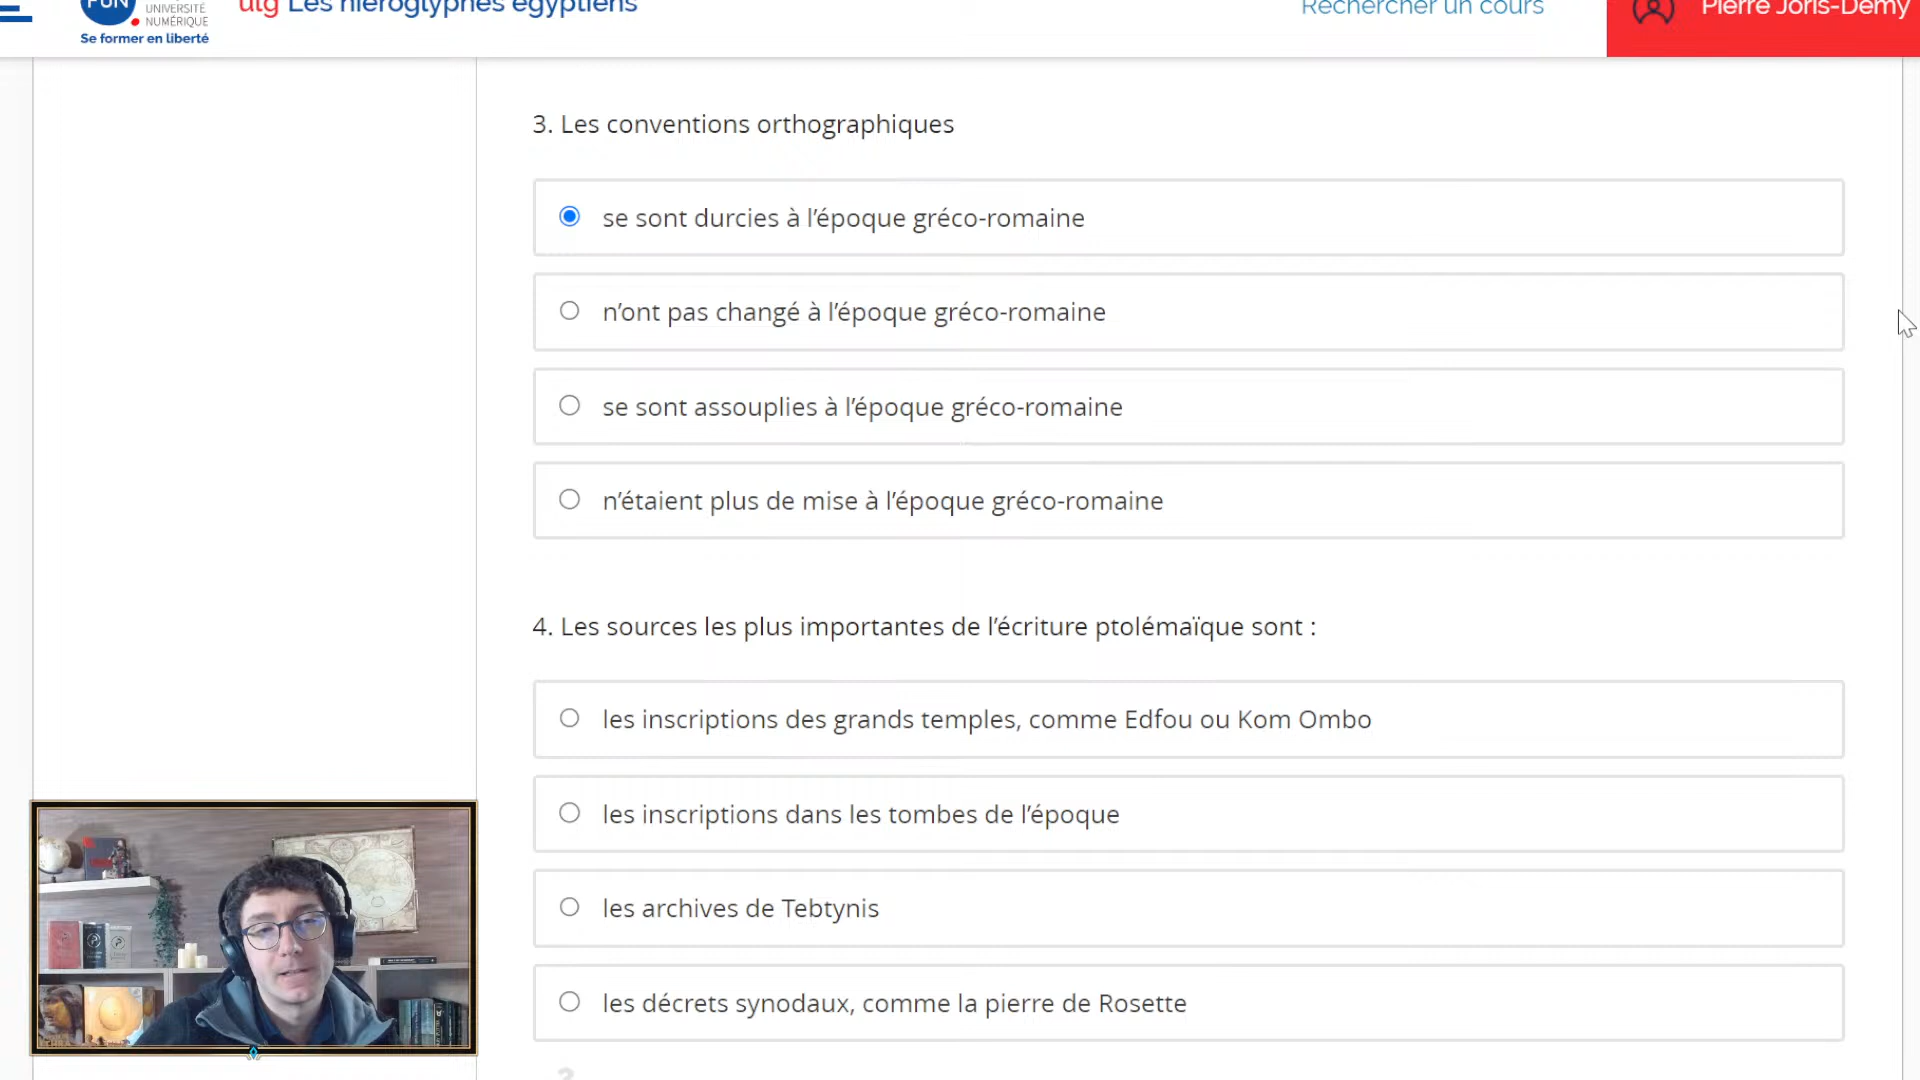 FUN
UNIVERSITÉ
NUMÉRIQUE
Se former en liberté
ulg Les hiéroglyphes égyptiens
Rechercher un cours
Pierre Joris-Demy
3. Les conventions orthographiques
se sont durcies à l’époque gréco-romaine
n’ont pas changé à l’époque gréco-romaine
se sont assouplies à l’époque gréco-romaine
n’étaient plus de mise à l’époque gréco-romaine
4. Les sources les plus importantes de l’écriture ptolémaïque sont :
les inscriptions des grands temples, comme Edfou ou Kom Ombo
les inscriptions dans les tombes de l’époque
les archives de Tebtynis
les décrets synodaux, comme la pierre de Rosette